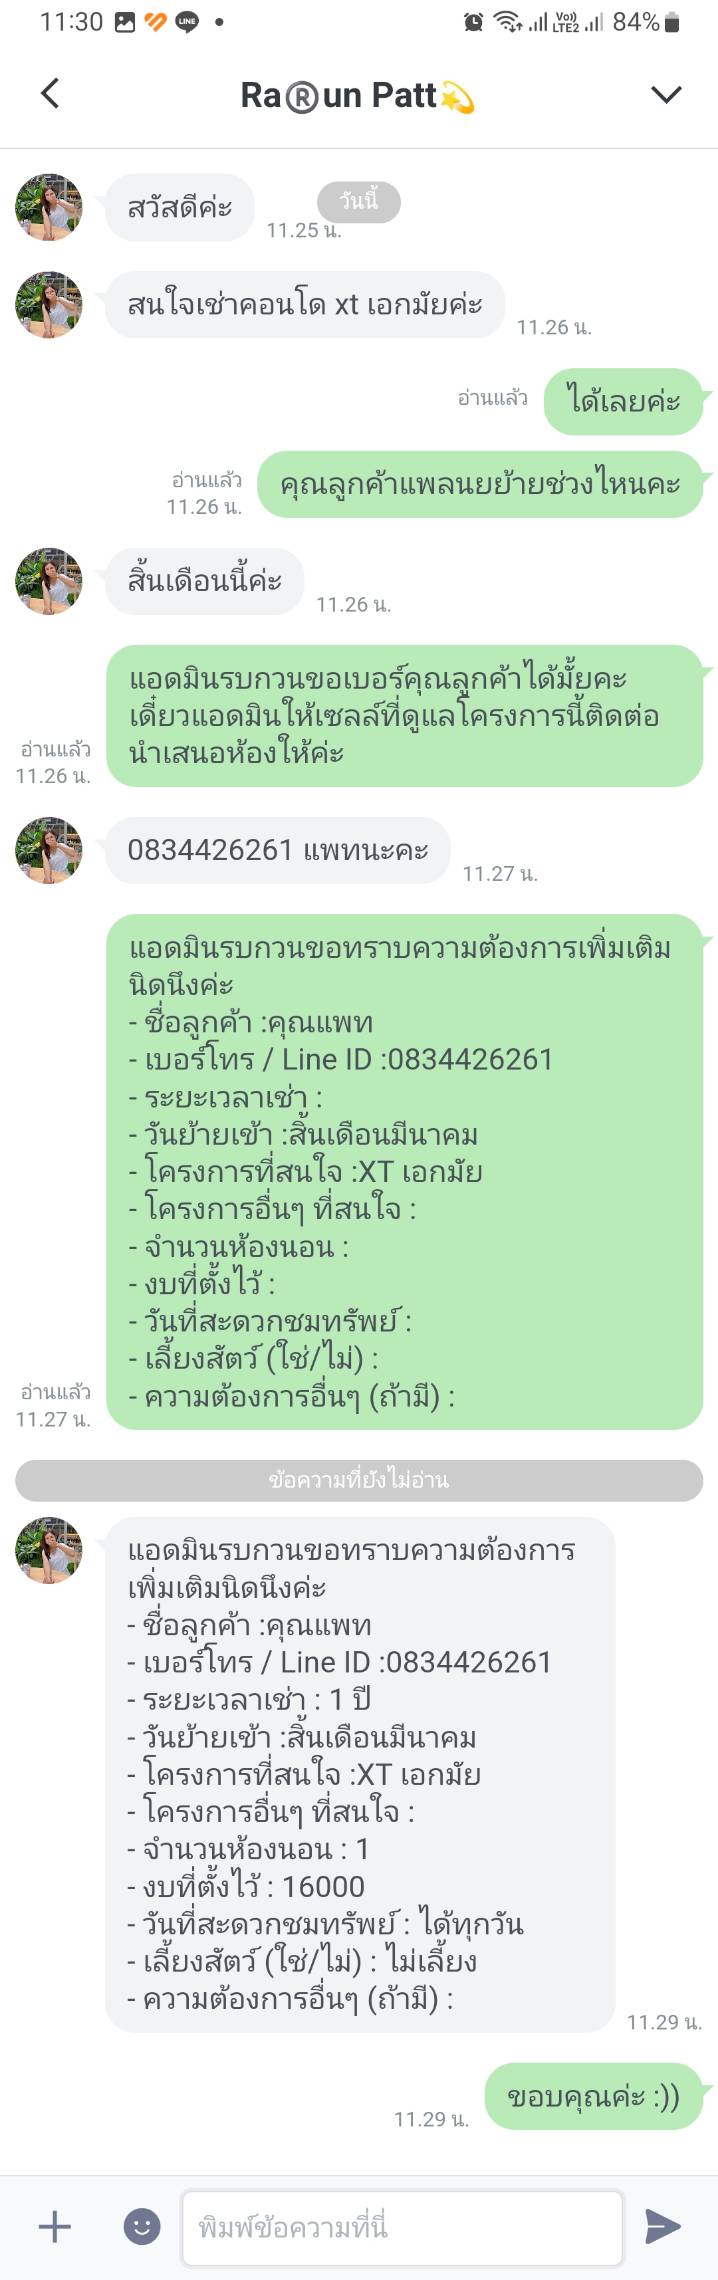 11:30 LINE Vo)) LTE2 84%
Ra®un Patt💫
สวัสดีค่ะ
วันนี้
11.25 น.
สนใจเช่าคอนโด xt เอกมัยค่ะ
11.26 น.
อ่านแล้ว
ได้เลยค่ะ
อ่านแล้ว
11.26 น.
คุณลูกค้าแพลนยย้ายช่วงไหนคะ
สิ้นเดือนนี้ค่ะ
11.26 น.
แอดมินรบกวนขอเบอร์คุณลูกค้าได้มั้ยคะ
เดี๋ยวแอดมินให้เซลล์ที่ดูแลโครงการนี้ติดต่อ
นำเสนอห้องให้ค่ะ
อ่านแล้ว
11.26 น.
0834426261 แพทนะคะ
11.27 น.
แอดมินรบกวนขอทราบความต้องการเพิ่มเติม
นิดนึงค่ะ
- ชื่อลูกค้า :คุณแพท
- เบอร์โทร / Line ID :0834426261
- ระยะเวลาเช่า :
- วันย้ายเข้า :สิ้นเดือนมีนาคม
- โครงการที่สนใจ :XT เอกมัย
- โครงการอื่นๆ ที่สนใจ :
- จำนวนห้องนอน :
- งบที่ตั้งไว้ :
- วันที่สะดวกชมทรัพย์ :
- เลี้ยงสัตว์ (ใช่/ไม่) :
- ความต้องการอื่นๆ (ถ้ามี) :
อ่านแล้ว
11.27 น.
ข้อความที่ยังไม่อ่าน
แอดมินรบกวนขอทราบความต้องการ
เพิ่มเติมนิดนึงค่ะ
- ชื่อลูกค้า :คุณแพท
- เบอร์โทร / Line ID :0834426261
- ระยะเวลาเช่า : 1 ปี
- วันย้ายเข้า :สิ้นเดือนมีนาคม
- โครงการที่สนใจ :XT เอกมัย
- โครงการอื่นๆ ที่สนใจ :
- จำนวนห้องนอน : 1
- งบที่ตั้งไว้ : 16000
- วันที่สะดวกชมทรัพย์ : ได้ทุกวัน
- เลี้ยงสัตว์ (ใช่/ไม่) : ไม่เลี้ยง
- ความต้องการอื่นๆ (ถ้ามี) :
11.29 น.
11.29 น.
ขอบคุณค่ะ :))
พิมพ์ข้อความที่นี่